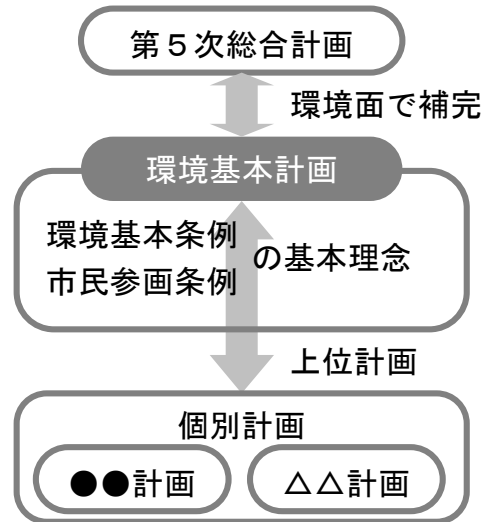 第５次総合計画
環境面で補完
環境基本計画
環境基本条例
市民参画条例
の基本理念
上位計画
個別計画
●●計画
△△計画